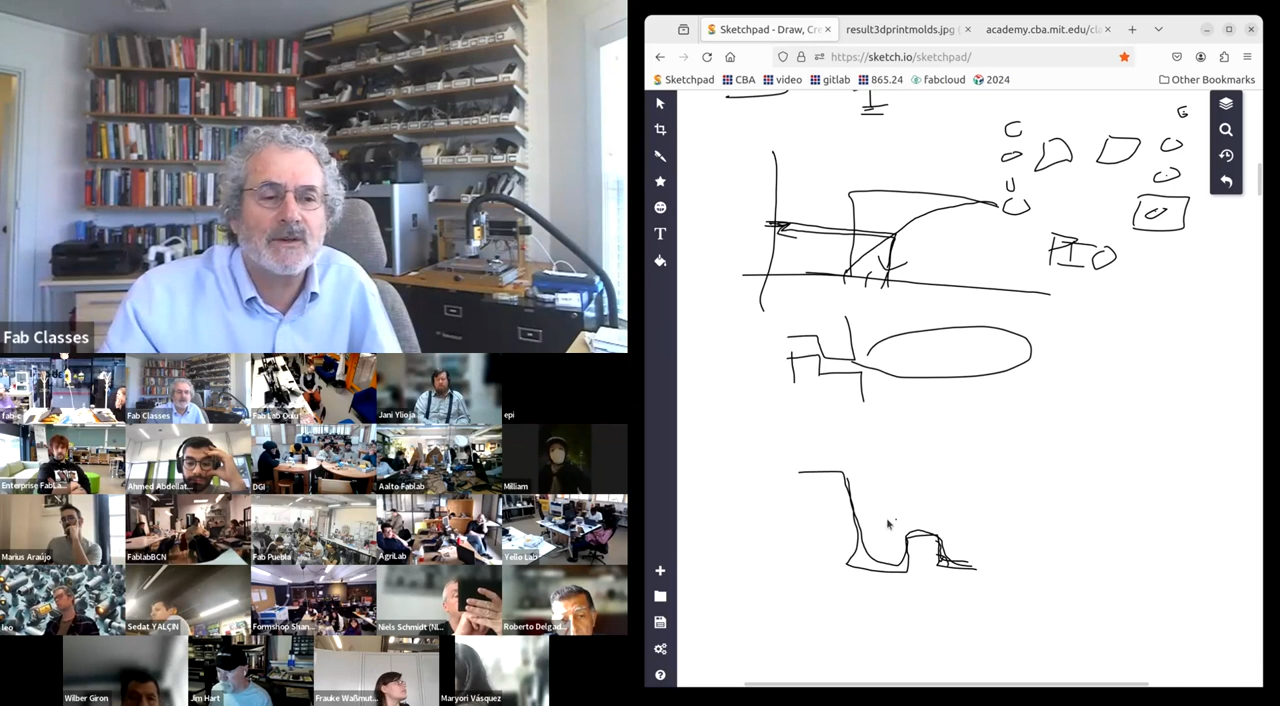 Sketchpad - Draw, Cre
result3dprintmolds.jpg (
academy.cba.mit.edu/cla
https://sketch.io/sketchpad/
Sketchpad
CBA
video
gitlab
865.24
fabcloud
2024
Other Bookmarks
T
Fab Classes
Fab Classes
Fab Lab Oulu
Jani Ylioja
epi
Enterprise FabLa...
Ahmed Abdellat...
DGI
Aalto Fablab
Milliam
Marius Araújo
FablabBCN
Fab Puebla
AgriLab
Yello Lab
leo
Sedat YALÇIN
Formshop Shan...
Niels Schmidt (NI...
Roberto Delgad...
Wilber Giron
Jim Hart
Frauke Waßmut...
Maryori Vásquez